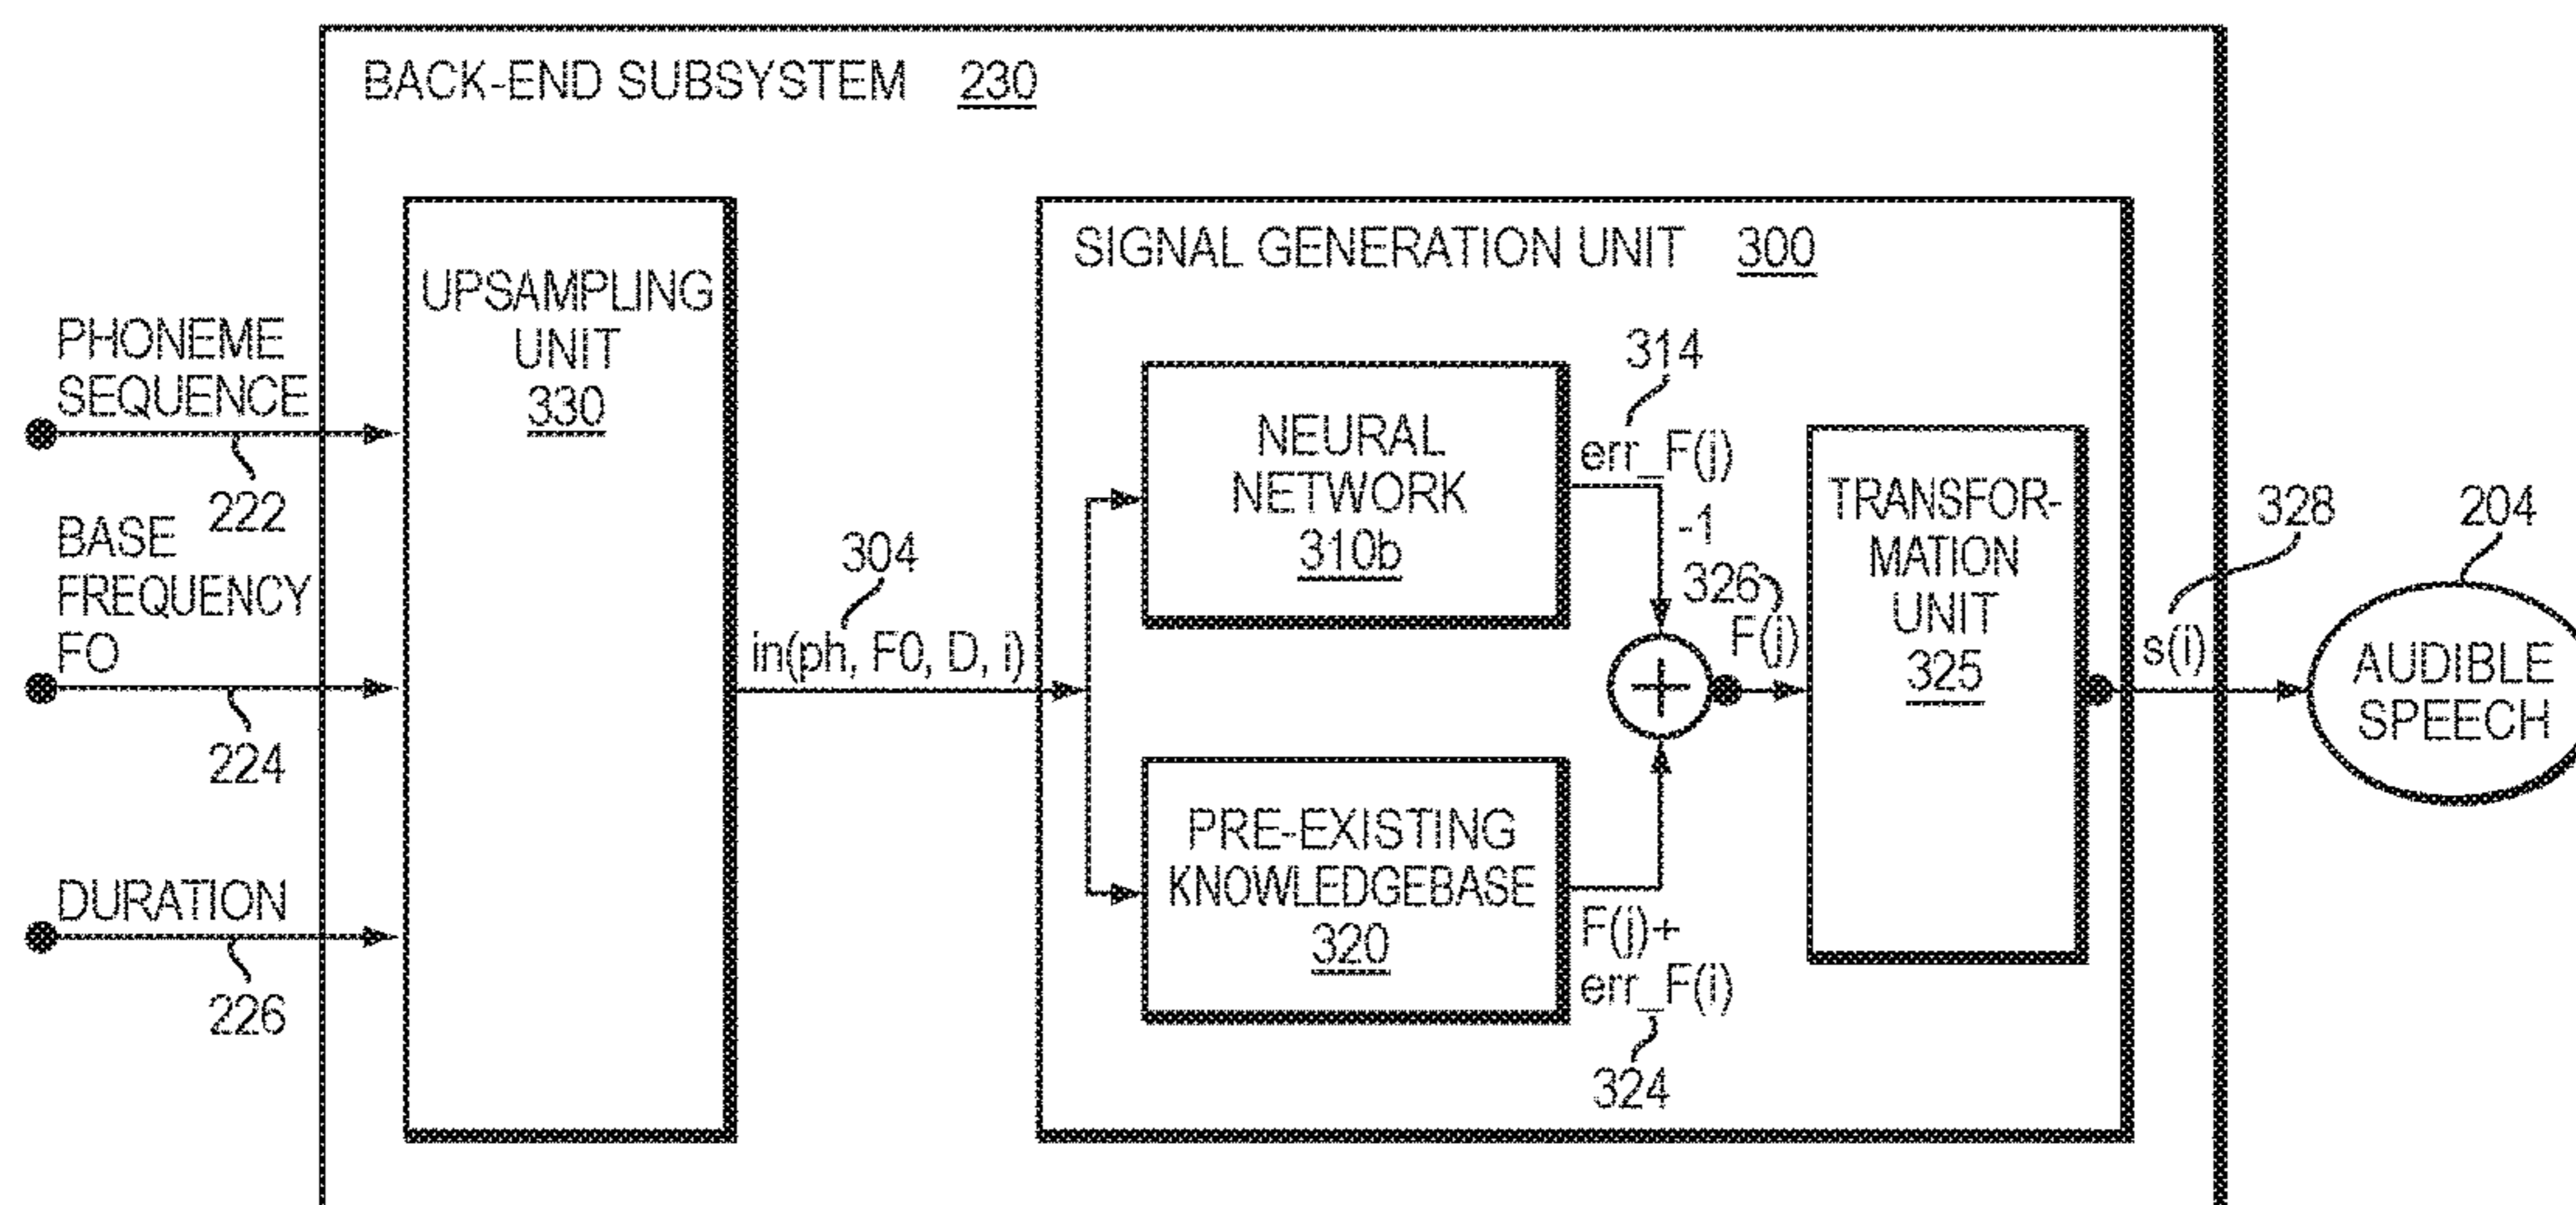 BACK-END SUBSYSTEM 230
PHONEME
SEQUENCE
222
BASE
FREQUENCY
FO
224
DURATION
226
UPSAMPLING
UNIT
330
304
in(ph, F0, D, i)
SIGNAL GENERATION UNIT 300
NEURAL
NETWORK
310b
314
err_F(j)
-1
326
F(j)
PRE-EXISTING
KNOWLEDGEBASE
320
F(j)+
err_F(i)
324
+
TRANSFOR-
MATION
UNIT
325
328
s(i)
204
AUDIBLE
SPEECH